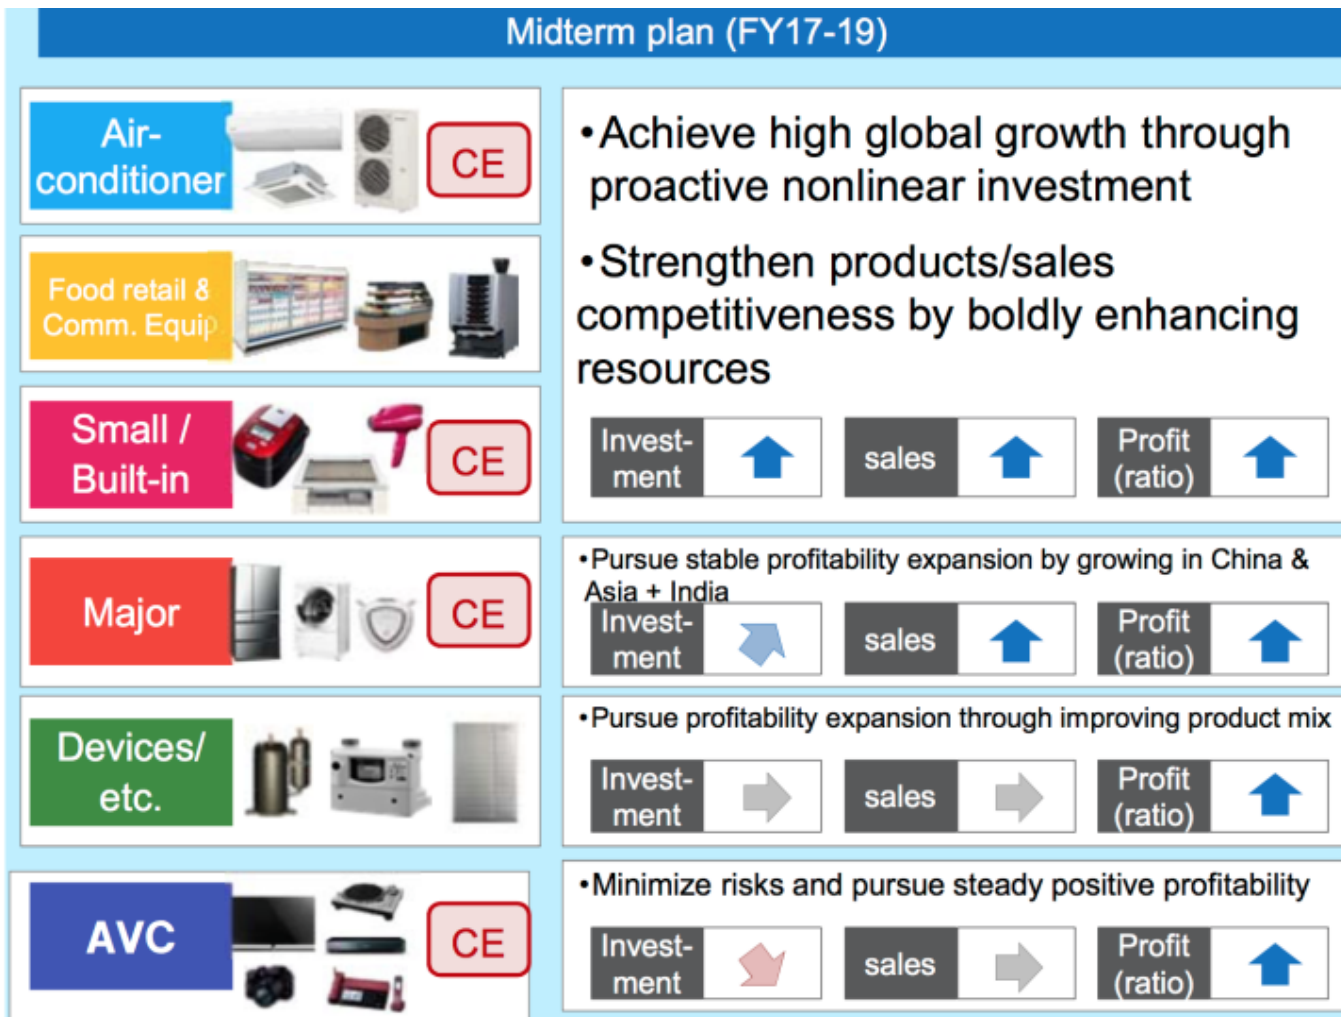 Midterm plan (FY17-19)
Air-
conditioner
CE
•Achieve high global growth through
proactive nonlinear investment
Food retail &
Comm. Equip
•Strengthen products/sales
competitiveness by boldly enhancing
resources
Small /
Built-in
CE
Invest-
ment
sales
Profit
(ratio)
Major
CE
•Pursue stable profitability expansion by growing in China &
Asia + India
Invest-
ment
sales
Profit
(ratio)
Devices/
etc.
•Pursue profitability expansion through improving product mix
Invest-
ment
sales
Profit
(ratio)
AVC
CE
•Minimize risks and pursue steady positive profitability
Invest-
ment
sales
Profit
(ratio)